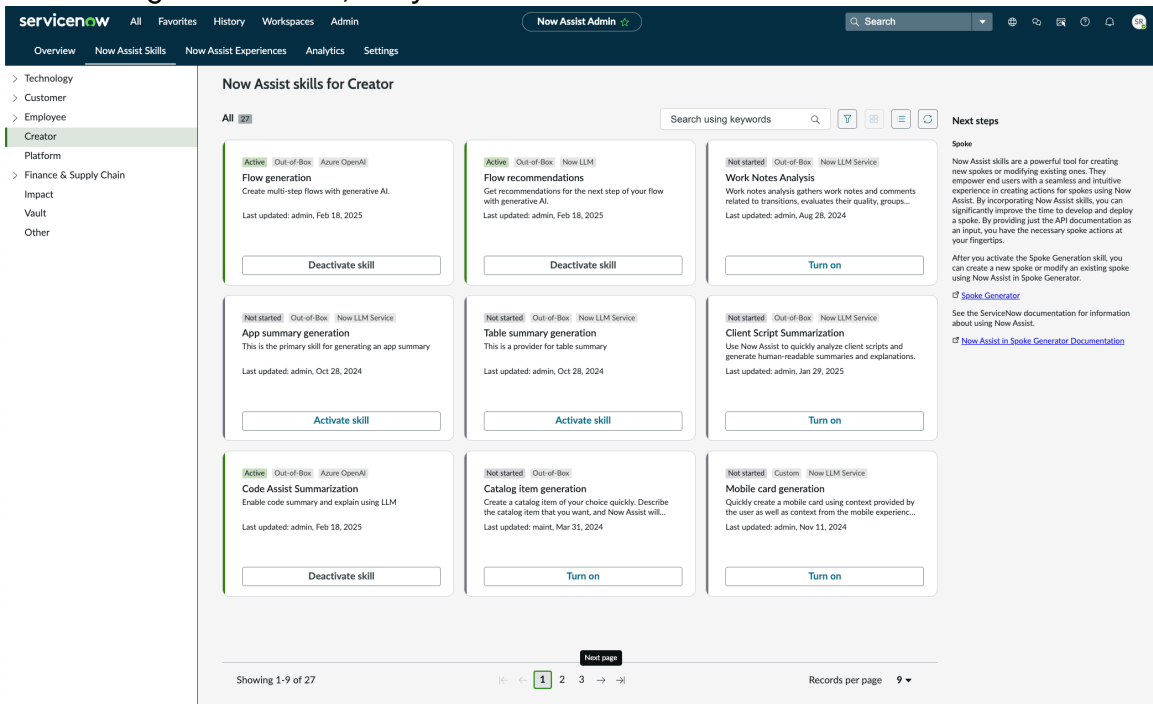 servicenow All Favorites History Workspaces Admin Now Assist Admin Search SR
Overview Now Assist Skills Now Assist Experiences Analytics Settings
Technology
Customer
Employee
Creator
Platform
Finance & Supply Chain
Impact
Vault
Other
Now Assist skills for Creator
All 27
Search using keywords
Active Out-of-Box Azure OpenAI
Flow generation
Create multi-step flows with generative AI.
Last updated: admin, Feb 18, 2025
Deactivate skill
Active Out-of-Box Now LLM
Flow recommendations
Get recommendations for the next step of your flow
with generative AI.
Last updated: admin, Feb 18, 2025
Deactivate skill
Not started Out-of-Box Now LLM Service
Work Notes Analysis
Work notes analysis gathers work notes and comments
related to transitions, evaluates their quality, groups...
Last updated: admin, Aug 28, 2024
Turn on
Not started Out-of-Box Now LLM Service
App summary generation
This is the primary skill for generating an app summary
Last updated: admin, Oct 28, 2024
Activate skill
Not started Out-of-Box Now LLM Service
Table summary generation
This is a provider for table summary
Last updated: admin, Oct 28, 2024
Activate skill
Not started Out-of-Box Now LLM Service
Client Script Summarization
Use Now Assist to quickly analyze client scripts and
generate human-readable summaries and explanations.
Last updated: admin, Jan 29, 2025
Turn on
Active Out-of-Box Azure OpenAI
Code Assist Summarization
Enable code summary and explain using LLM
Last updated: admin, Feb 18, 2025
Deactivate skill
Not started Out-of-Box
Catalog item generation
Create a catalog item of your choice quickly. Describe
the catalog item that you want, and Now Assist will...
Last updated: maint, Mar 31, 2024
Turn on
Not started Custom Now LLM Service
Mobile card generation
Quickly create a mobile card using context provided by
the user as well as context from the mobile experienc...
Last updated: admin, Nov 11, 2024
Turn on
Next page
Showing 1-9 of 27
1 2 3
Records per page 9
Next steps
Spoke
Now Assist skills are a powerful tool for creating
new spokes or modifying existing ones. They
empower end users with a seamless and intuitive
experience in creating actions for spokes using Now
Assist. By incorporating Now Assist skills, you can
significantly improve the time to develop and deploy
a spoke. By providing just the API documentation as
an input, you have the necessary spoke actions at
your fingertips.
After you activate the Spoke Generation skill, you
can create a new spoke or modify an existing spoke
using Now Assist in Spoke Generator.
Spoke Generator
See the ServiceNow documentation for information
about using Now Assist.
Now Assist in Spoke Generator Documentation